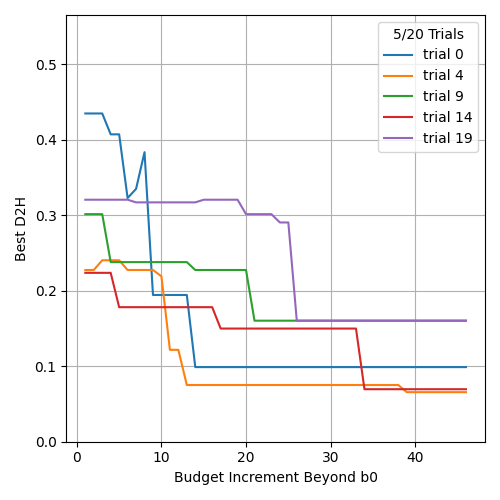 5/20 Trials
trial 0
trial 4
trial 9
trial 14
trial 19
Best D2H
0.5
0.4
0.3
0.2
0.1
0.0
0 10 20 30 40
Budget Increment Beyond b0